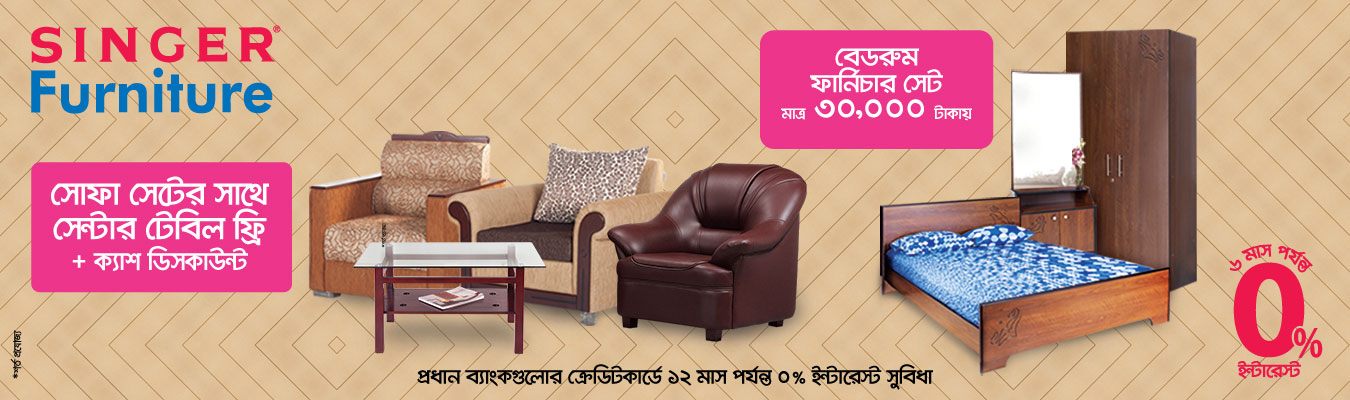 SINGER®
Furniture
সোফা সেটের সাথে
সেন্টার টেবিল ফ্রি
+ ক্যাশ ডিসকাউন্ট
বেডরুম
ফার্নিচার সেট
মাত্র ৩০,০০০ টাকায়
৬ মাস পর্যন্ত
0%
ইন্টারেস্ট
প্রধান ব্যাংকগুলোর ক্রেডিটকার্ডে ১২ মাস পর্যন্ত ০% ইন্টারেস্ট সুবিধা
*শর্ত প্রযোজ্য